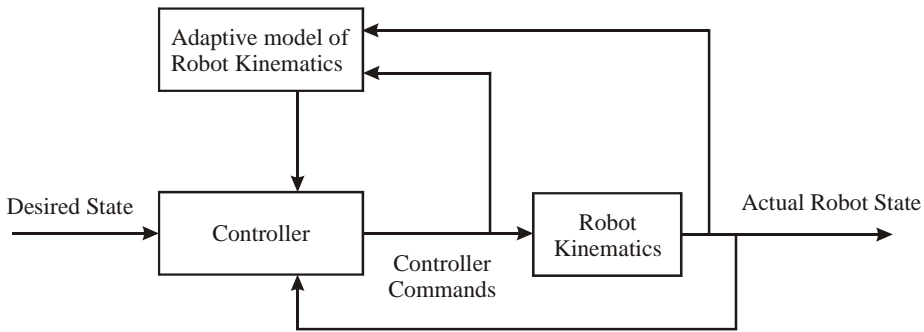 Adaptive model of
Robot Kinematics
Desired State
Controller
Controller
Commands
Robot
Kinematics
Actual Robot State